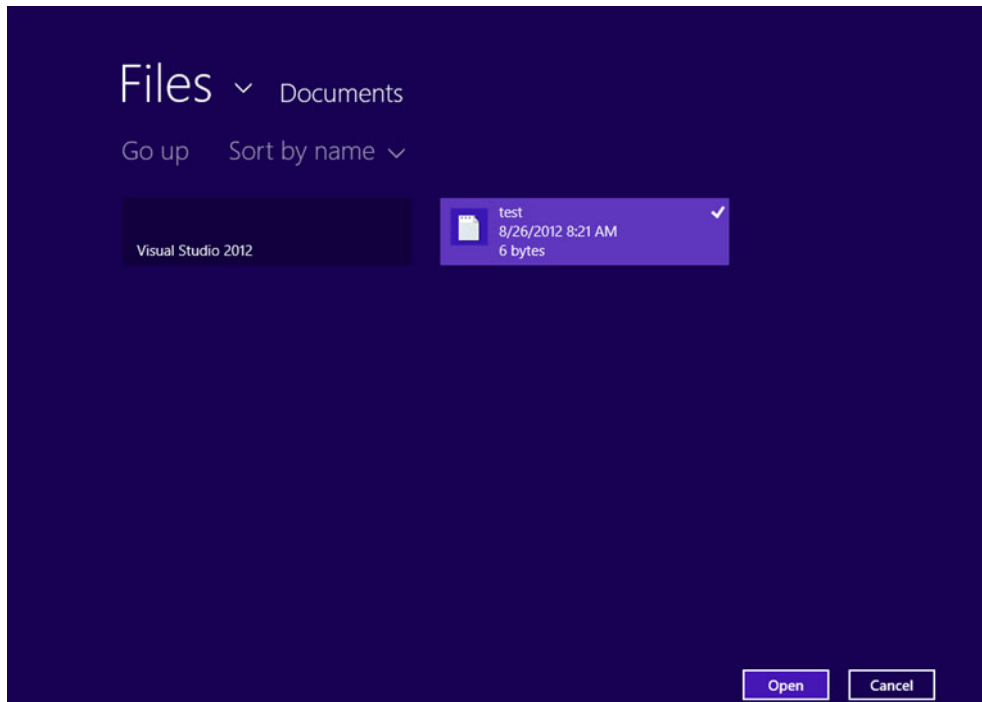 Files Documents
Go up Sort by name
Visual Studio 2012
test
8/26/2012 8:21 AM
6 bytes
Open Cancel